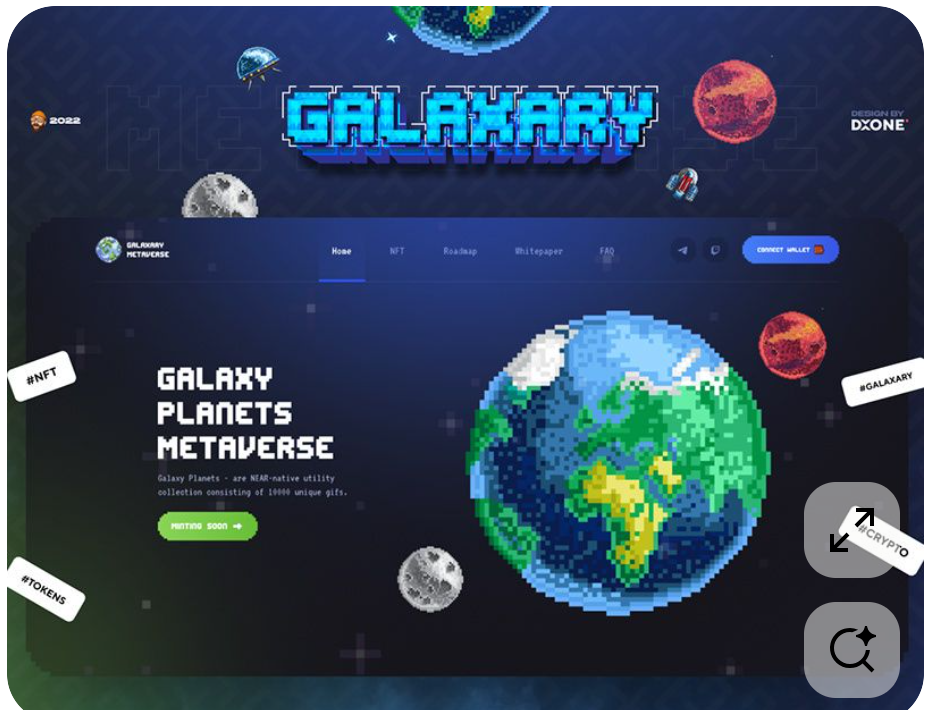 GALAXARY
2022
DESIGN BY
DXONE
GALAXARY
METAVERSE
Home
NFT
Roadmap
Whitepaper
FAQ
CONNECT WALLET
#NFT
#GALAXARY
GALAXY
PLANETS
METAVERSE
Galaxy Planets - are NEAR-native utility
collection consisting of 10000 unique gifs.
MINTING SOON
#CRYPTO
#TOKENS